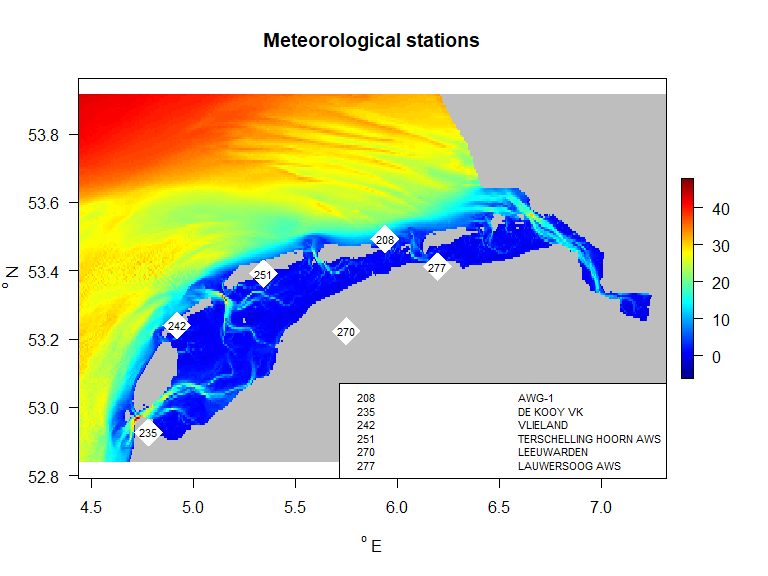 Meteorological stations
53.8
53.6
53.4
53.2
53.0
52.8
° N
208
251
277
242
270
235
208 AWG-1
235 DE KOOY VK
242 VLIELAND
251 TERSCHELLING HOORN AWS
270 LEEUWARDEN
277 LAUWERSOOG AWS
40
30
20
10
0
4.5 5.0 5.5 6.0 6.5 7.0
° E